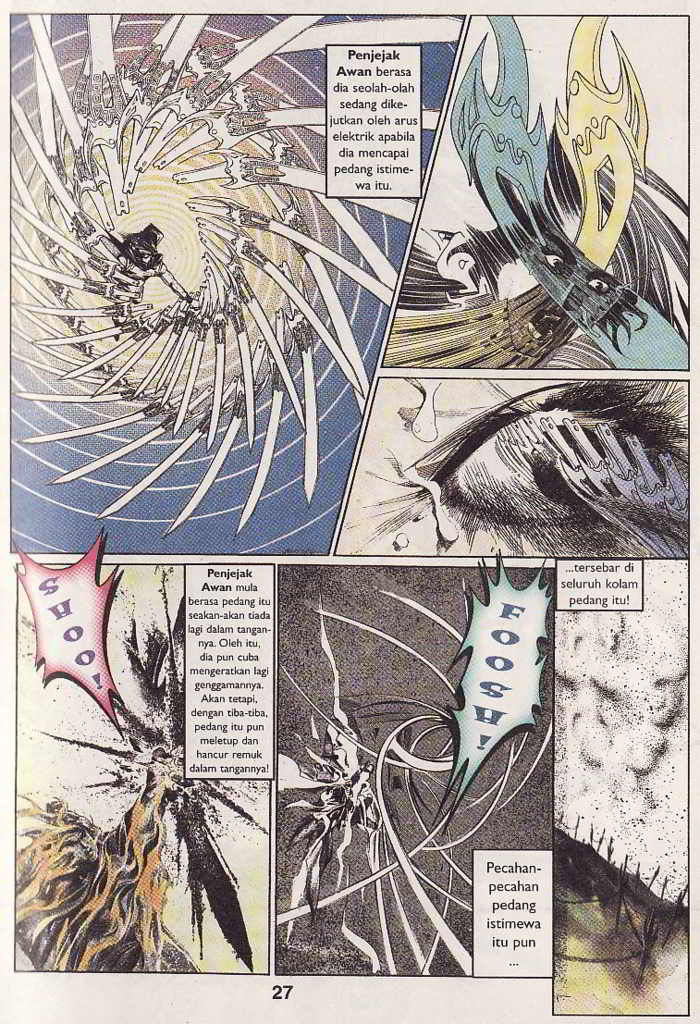 Penjejak
Awan berasa
dia seolah-olah
sedang dike-
jutkan oleh arus
elektrik apabila
dia mencapai
pedang istime-
wa itu.
SHOO!
Penjejak
Awan mula
berasa pedang itu
seakan-akan tiada
lagi dalam tangan-
nya. Oleh itu,
dia pun cuba
mengeratkan lagi
genggamannya.
Akan tetapi,
dengan tiba-tiba,
pedang itu pun
meletup dan
hancur remuk
dalam tangannya!
FOOSH!
Pecahan-
pecahan
pedang
istimewa
itu pun
...
...tersebar di
seluruh kolam
pedang itu!
27